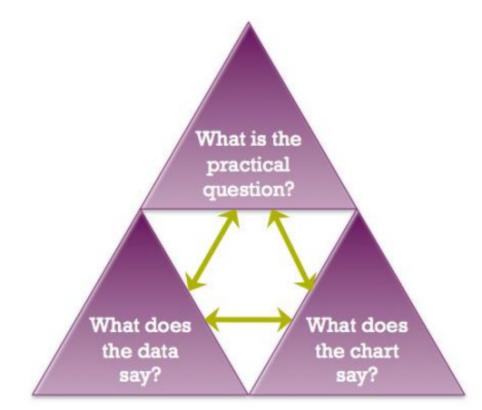 What is the
practical
question?
What does
the data
say?
What does
the chart
say?